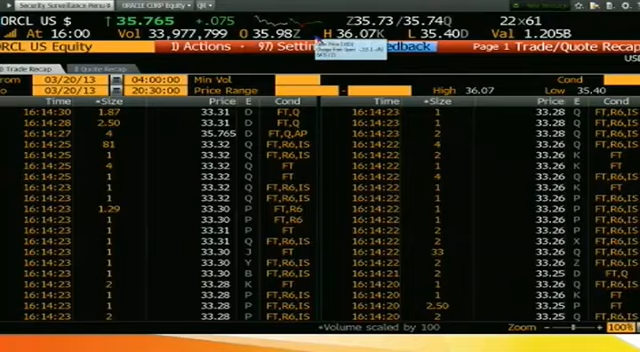 Security Surveillance Menu ORACLE CORP Equity QR
ORCL US $ 35.765 +.075 Z35.73/35.74Q 22x61
At 16:00 Vol 33,977,799 O 35.98Z H 36.07K L 35.40D Val 1.205B
ORCL US Equity 1) Actions 97) Settin Feedback Page 1 Trade/Quote Recap
Trade Recap Quote Recap
From 03/20/13 04:00:00 Min Vol Cond
To 03/20/13 20:30:00 Price Range - High 36.07 Low 35.40
Time Size Price E Cond Time Size Price E Cond
16:14:30 1.87 33.31 D FT,Q 16:14:23 1 33.28 Q FT,R6,IS
16:14:28 2.50 33.31 D FT,Q 16:14:23 1 33.28 Q FT,R6,IS
16:14:27 4 35.765 D FT,Q,AP 16:14:23 2 33.28 Q FT,R6,IS
16:14:25 81 33.32 Q FT,R6,IS 16:14:22 4 33.28 Q FT,R6,IS
16:14:25 1 33.32 Q FT,R6,IS 16:14:22 1 33.26 K FT,R6,IS
16:14:25 4 33.32 Q FT,R6,IS 16:14:22 1 33.26 K FT,R6,IS
16:14:25 1 33.32 Q FT,R6,IS 16:14:22 4 33.26 Q FT,R6,IS
16:14:23 1 33.32 Q FT,R6,IS 16:14:22 1 33.26 K FT,R6,IS
16:14:23 1 33.30 P FT,R6,IS 16:14:22 1 33.26 P FT,R6,IS
16:14:23 1.29 33.30 P FT,R6 16:14:22 1 33.26 P FT,R6,IS
16:14:23 1 33.30 P FT,R6,IS 16:14:22 1 33.26 P FT,R6,IS
16:14:23 1 33.31 P FT,R6,IS 16:14:22 1 33.26 P FT,R6,IS
16:14:23 1 33.31 Q FT,R6,IS 16:14:22 1 33.26 X FT,R6,IS
16:14:23 1 33.30 J FT,R6,IS 16:14:22 33 33.26 Q FT,R6,IS
16:14:23 1 33.30 Y FT,R6,IS 16:14:22 1 33.26 Z FT,R6,IS
16:14:23 1 33.30 B FT,R6,IS 16:14:21 2 33.25 D FT,Q
16:14:23 2 33.28 K FT,R6,IS 16:14:20 1 33.25 P FT,R6,IS
16:14:23 1 33.28 P FT,R6,IS 16:14:20 2.50 33.25 P FT,R6,IS
16:14:23 2 33.28 P FT,R6,IS 16:14:20 1 33.25 Q FT,R6,IS
Volume scaled by 100 Zoom - + 100%